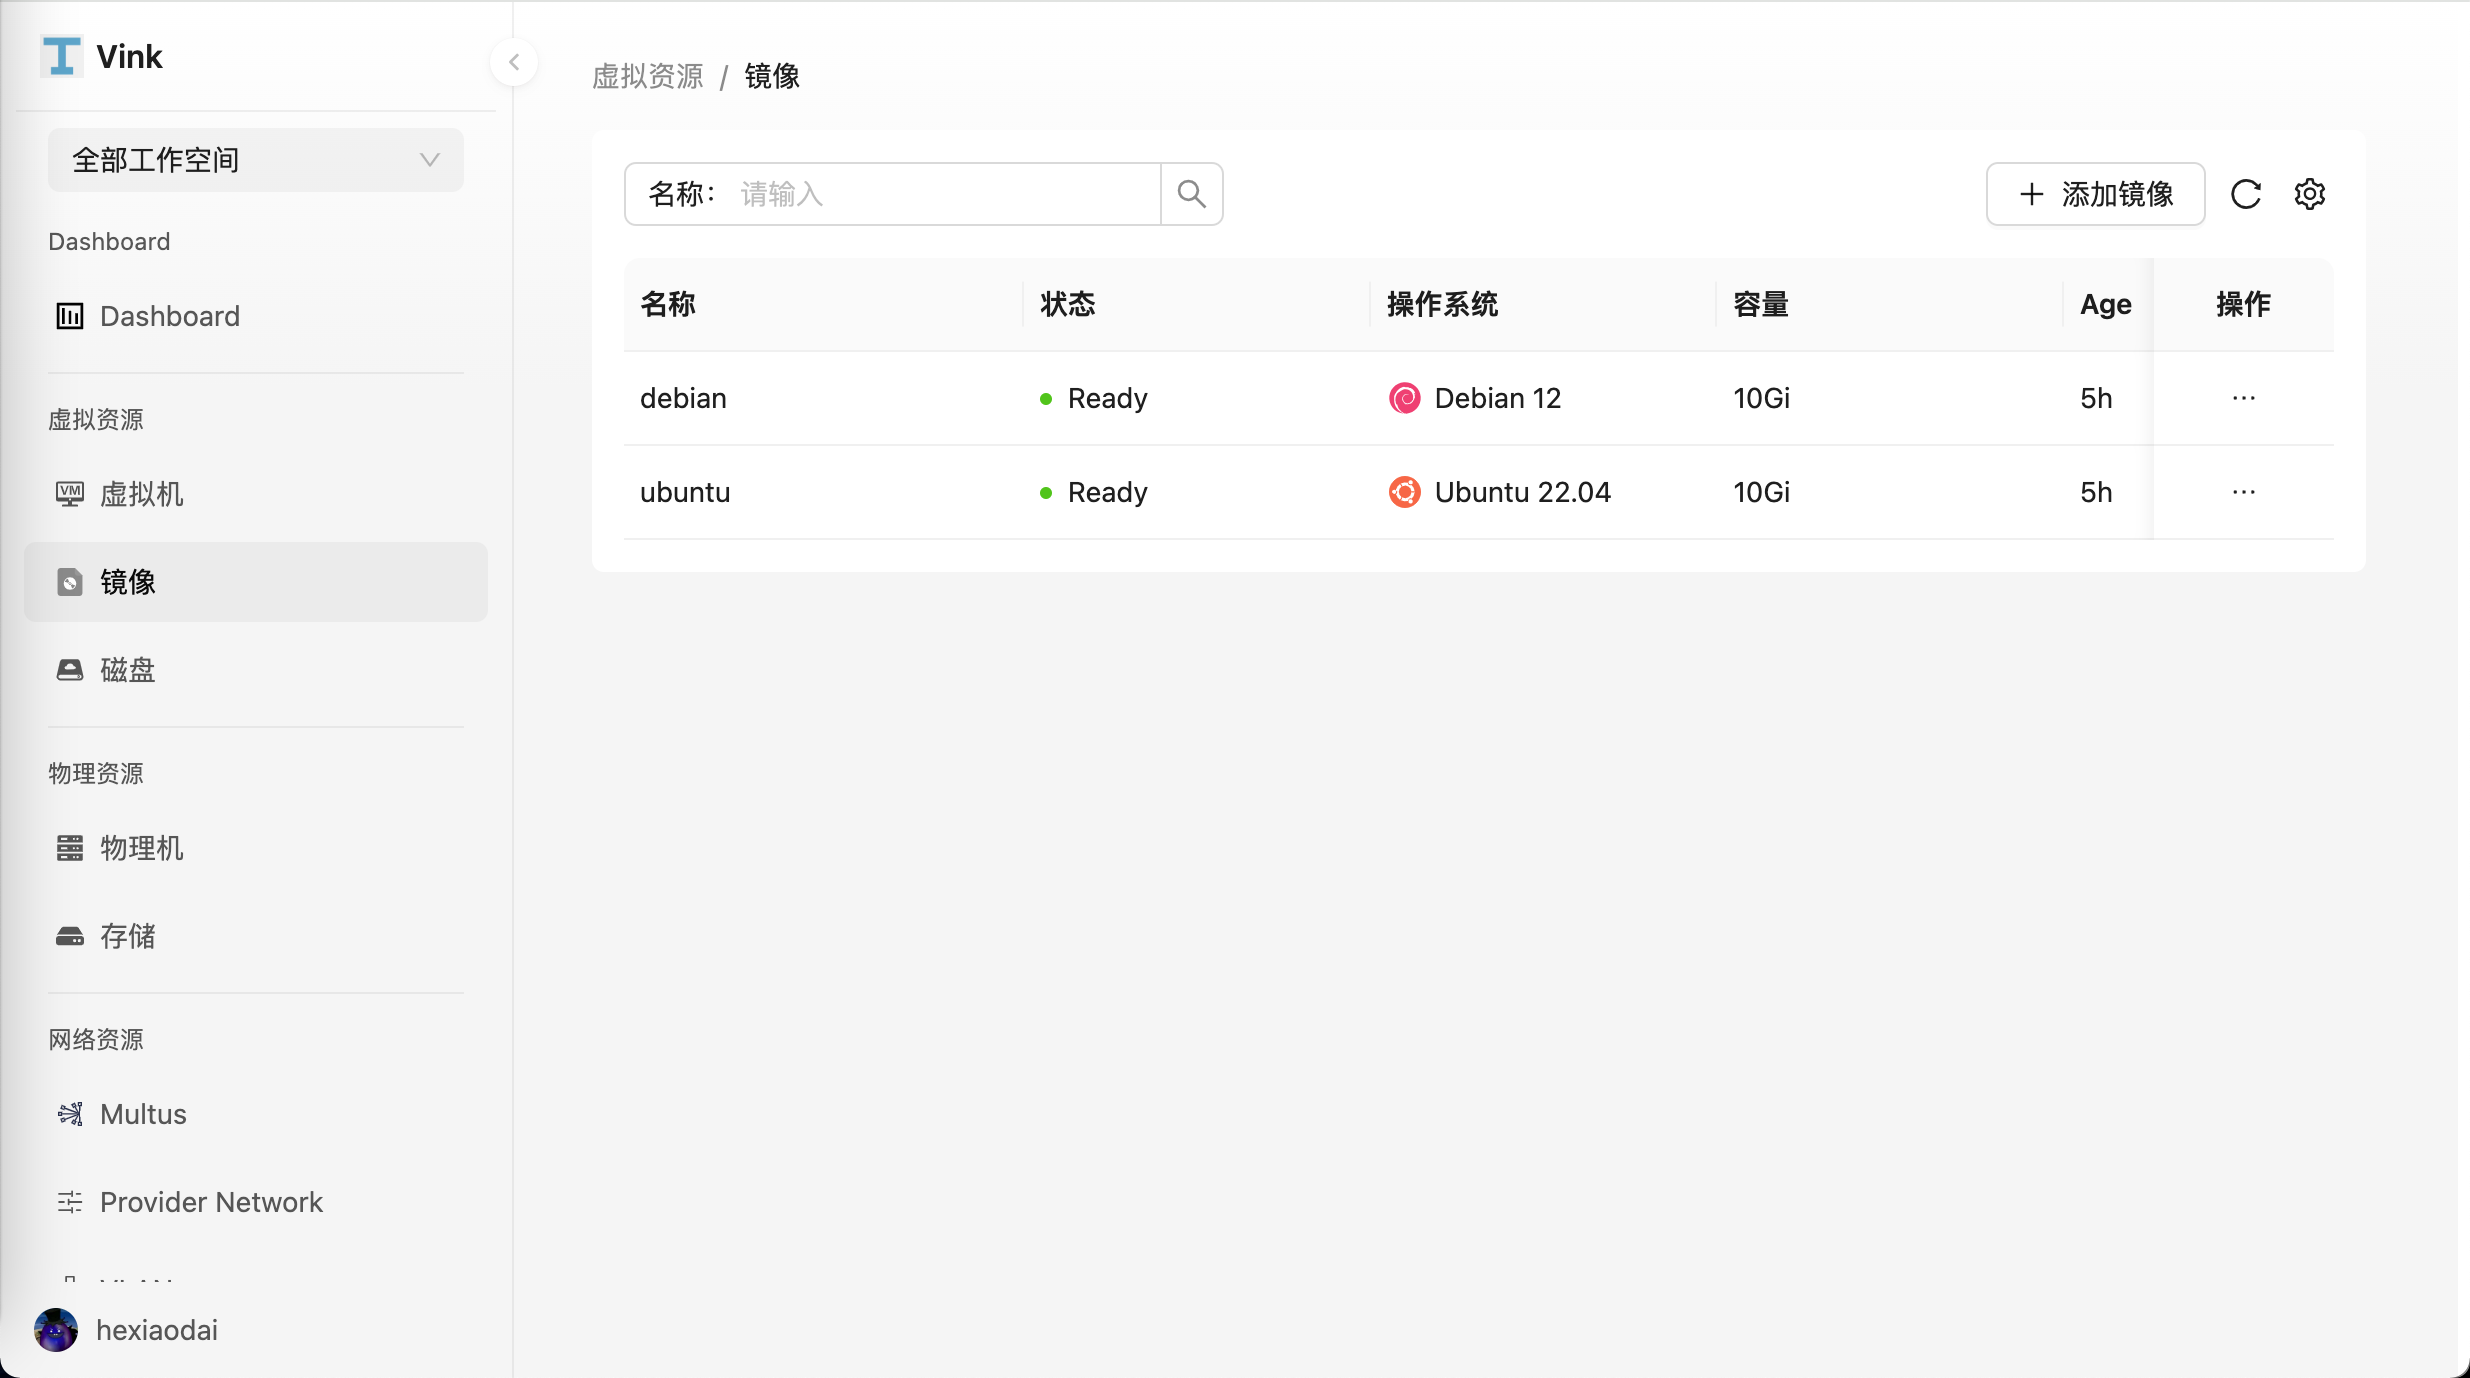 Vink
全部工作空间
Dashboard
Dashboard
虚拟资源
虚拟机
镜像
磁盘
物理资源
物理机
存储
网络资源
Multus
Provider Network
hexiaodai
虚拟资源 / 镜像
名称： 请输入
添加镜像
名称 状态 操作系统 容量 Age 操作
debian Ready Debian 12 10Gi 5h ···
ubuntu Ready Ubuntu 22.04 10Gi 5h ···